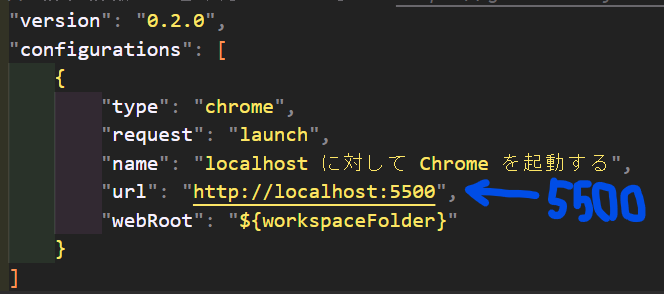 "version": "0.2.0",
"configurations": [
{
"type": "chrome",
"request": "launch",
"name": "localhost に対して Chrome を起動する",
"url": "http://localhost:5500",
5500
"webRoot": "${workspaceFolder}"
}
]